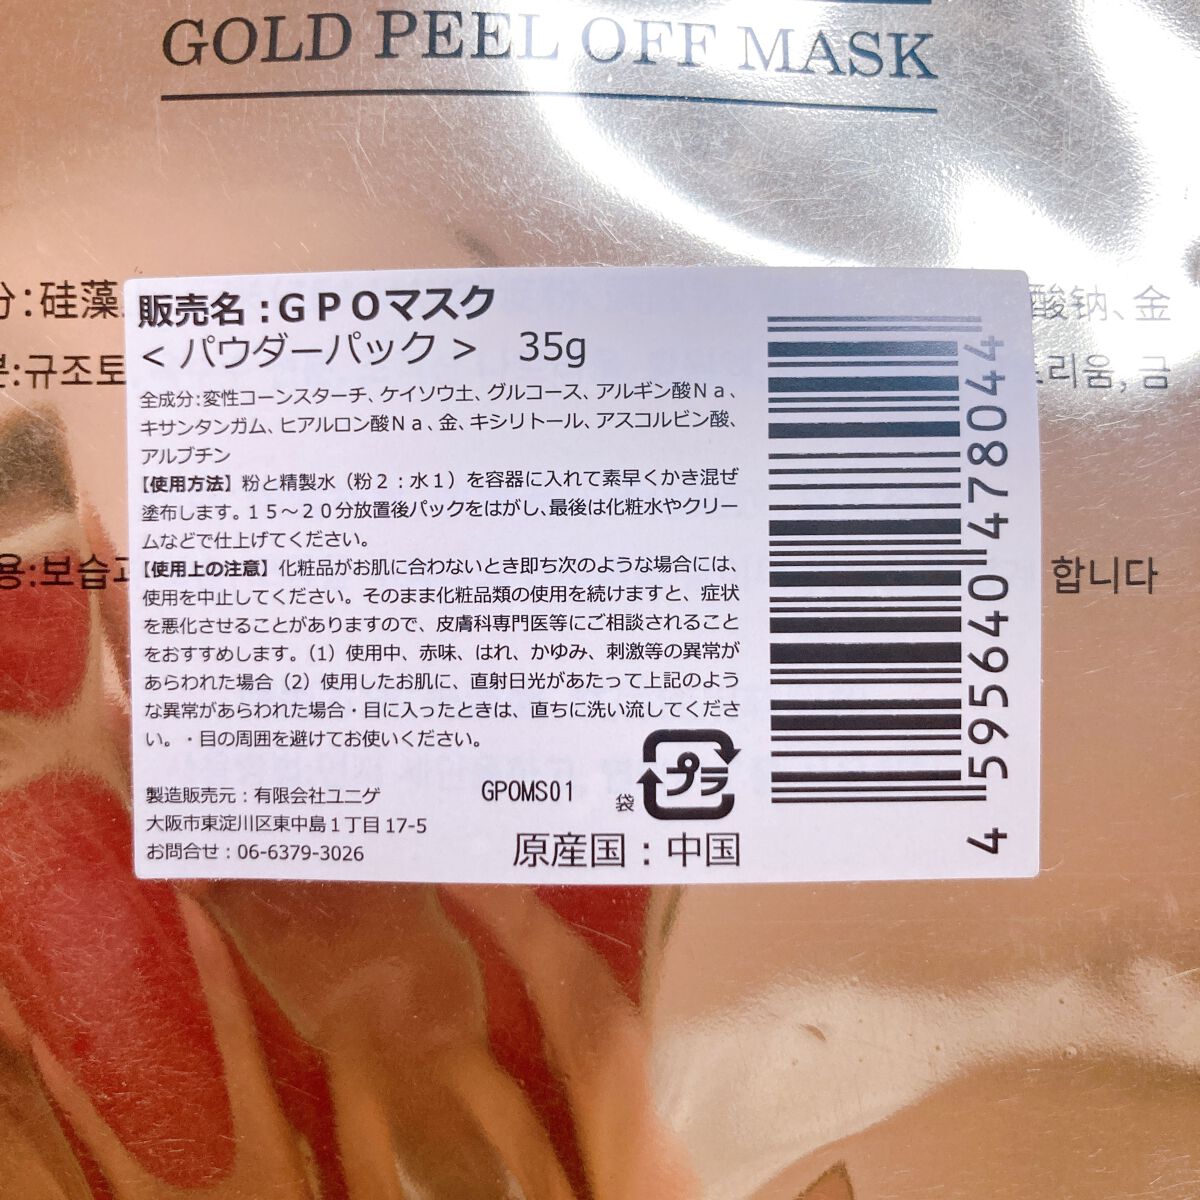 GOLD PEEL OFF MASK
分:硅藻
酸钠、金
분:규조토
트리움, 금
용:보습
합니다
販売名:GPOマスク
< パウダーパック > 35g
全成分:変性コーンスターチ、ケイソウ土、グルコース、アルギン酸Na、
キサンタンガム、ヒアルロン酸Na、金、キシリトール、アスコルビン酸、
アルブチン
【使用方法】粉と精製水(粉2:水1)を容器に入れて素早くかき混ぜ
塗布します。15~20分放置後パックをはがし、最後は化粧水やクリー
ムなどで仕上げてください。
【使用上の注意】化粧品がお肌に合わないとき即ち次のような場合には、
使用を中止してください。そのまま化粧品類の使用を続けますと、症状
を悪化させることがありますので、皮膚科専門医等にご相談されること
をおすすめします。(1)使用中、赤味、はれ、かゆみ、刺激等の異常が
あらわれた場合(2)使用したお肌に、直射日光があたって上記のよう
な異常があらわれた場合・目に入ったときは、直ちに洗い流してくださ
い。・目の周囲を避けてお使いください。
製造販売元:有限会社ユニゲ
大阪市東淀川区東中島1丁目17-5
お問合せ:06-6379-3026
GPOMS01
袋
プラ
原産国:中国
4595640478044